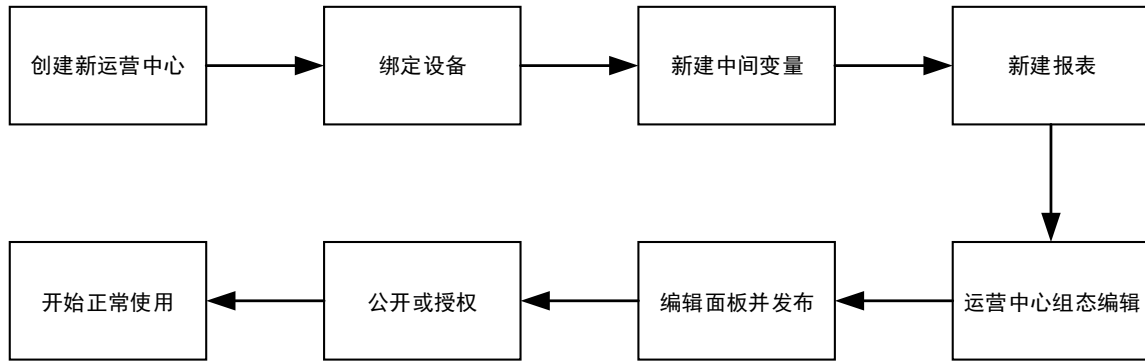 创建新运营中心
绑定设备
新建中间变量
新建报表
运营中心组态编辑
编辑面板并发布
公开或授权
开始正常使用